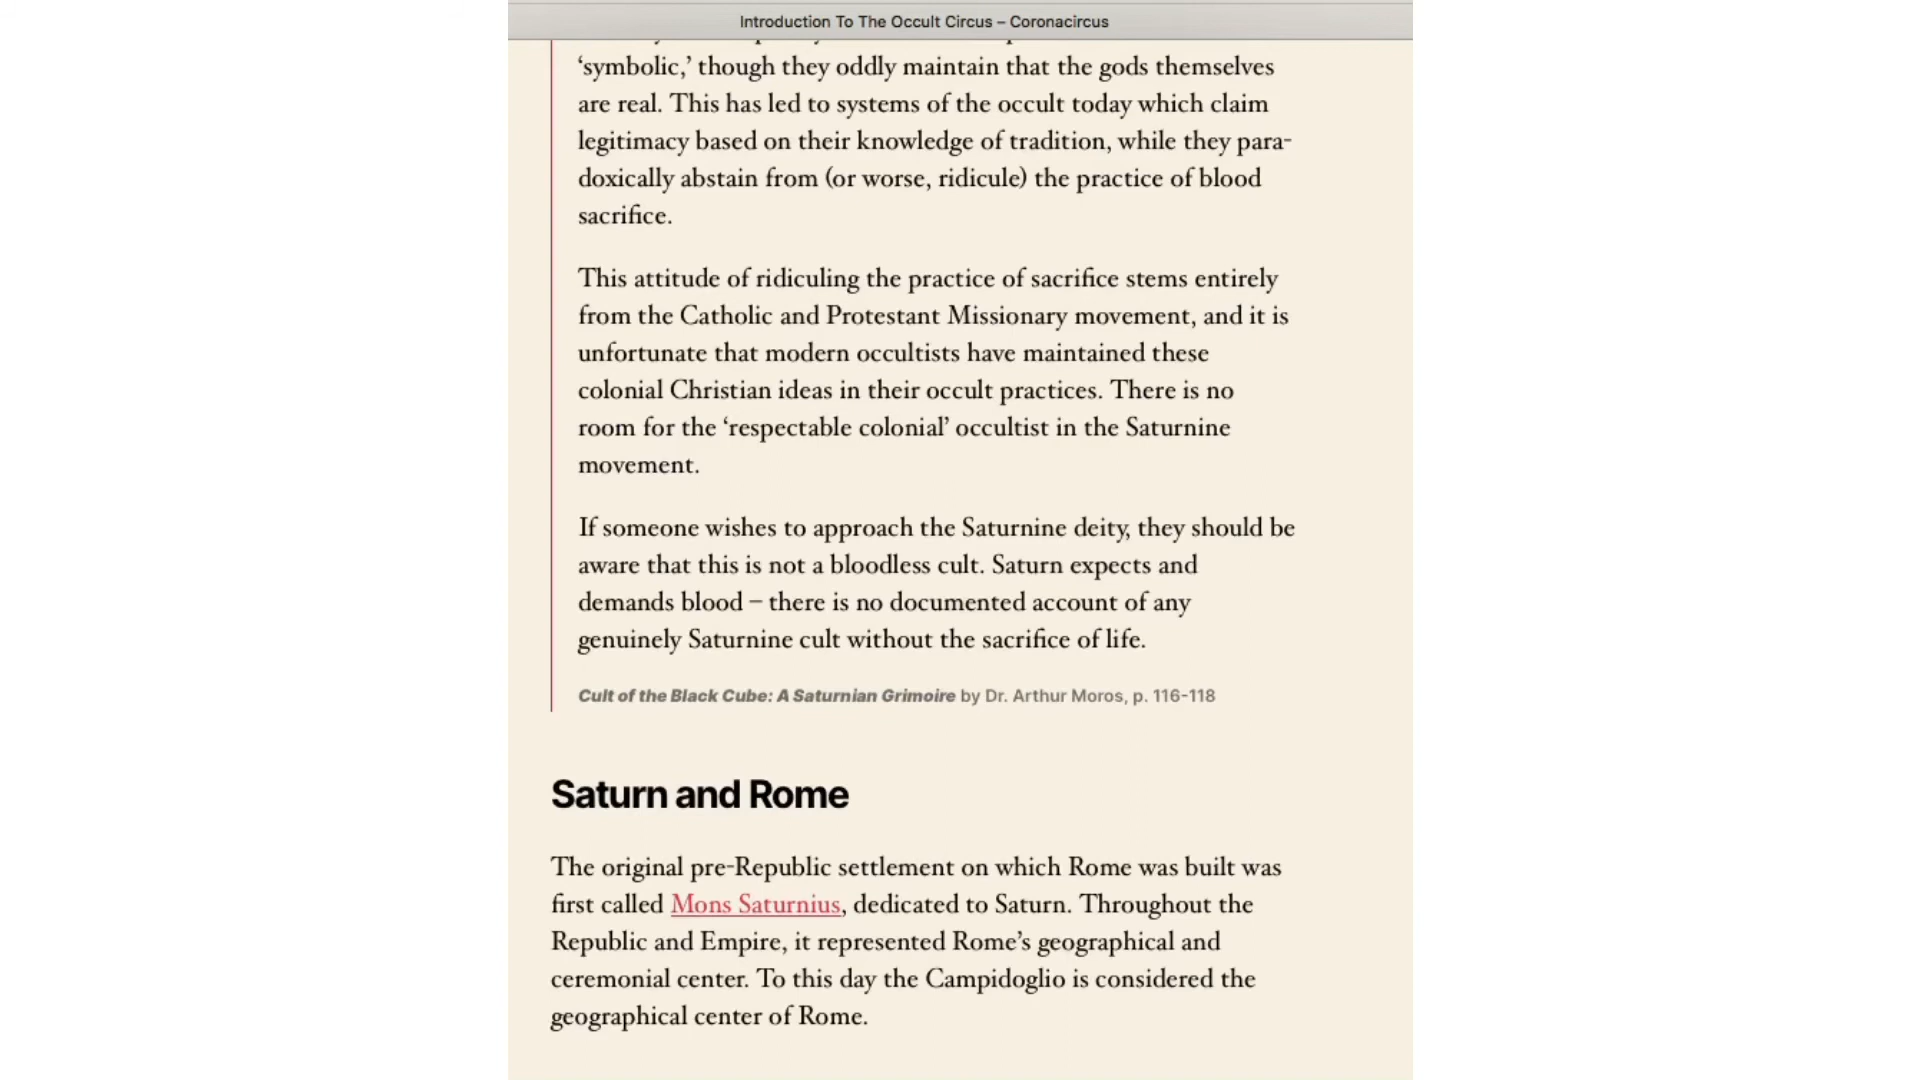 Introduction To The Occult Circus – Coronacircus
‘symbolic,’ though they oddly maintain that the gods themselves
are real. This has led to systems of the occult today which claim
legitimacy based on their knowledge of tradition, while they para-
doxically abstain from (or worse, ridicule) the practice of blood
sacrifice.
This attitude of ridiculing the practice of sacrifice stems entirely
from the Catholic and Protestant Missionary movement, and it is
unfortunate that modern occultists have maintained these
colonial Christian ideas in their occult practices. There is no
room for the ‘respectable colonial’ occultist in the Saturnine
movement.
If someone wishes to approach the Saturnine deity, they should be
aware that this is not a bloodless cult. Saturn expects and
demands blood – there is no documented account of any
genuinely Saturnine cult without the sacrifice of life.
Cult of the Black Cube: A Saturnian Grimoire by Dr. Arthur Moros, p. 116-118
Saturn and Rome
The original pre-Republic settlement on which Rome was built was
first called Mons Saturnius, dedicated to Saturn. Throughout the
Republic and Empire, it represented Rome’s geographical and
ceremonial center. To this day the Campidoglio is considered the
geographical center of Rome.